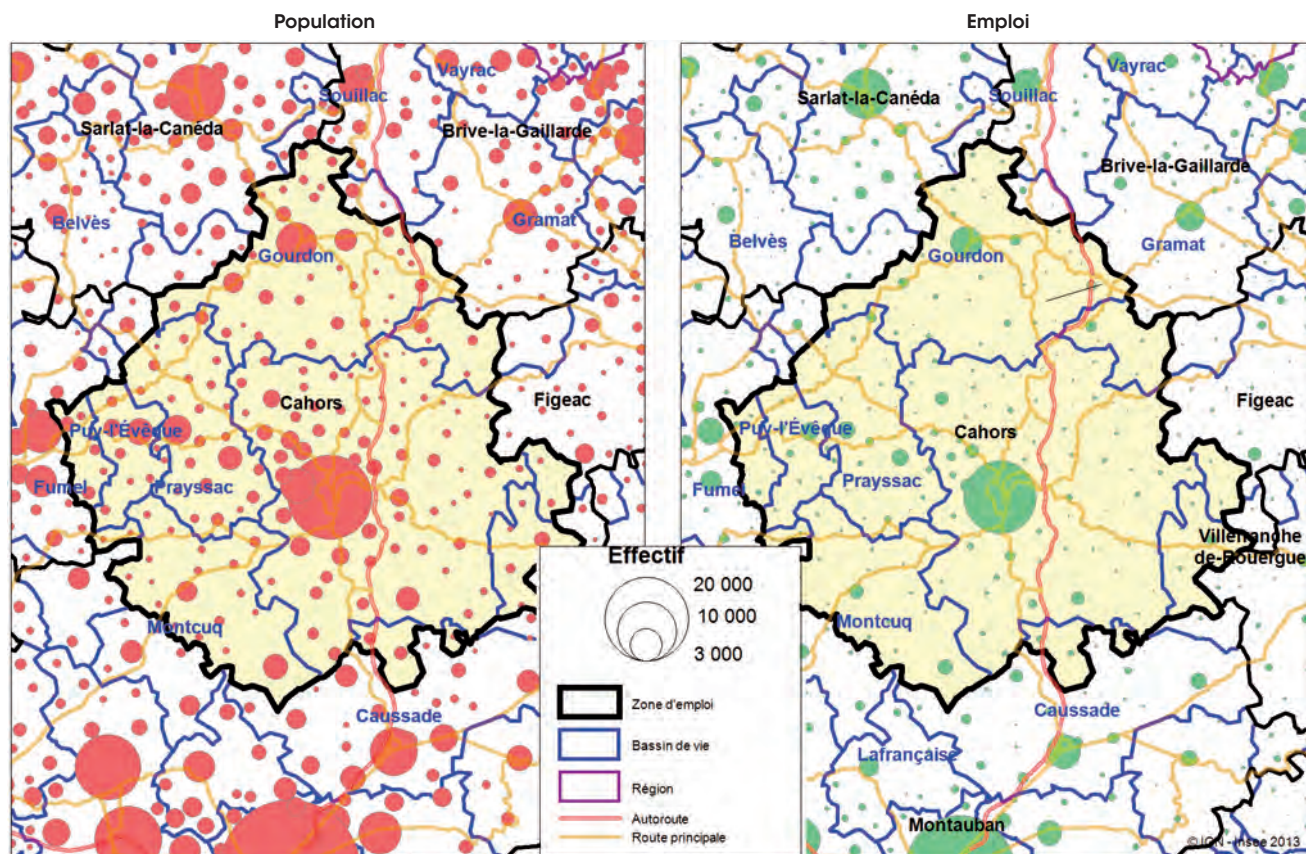 Population
Vayrac
Souillac
Sarlat-la-Canéda
Brive-la-Gaillarde
Belvès
Gramat
Gourdon
Cahors
Figeac
Puy-l'Évêque
Fumel
Prayssac
Montcuq
Caussade
Emploi
Vayrac
Sarlat-la-Canéda
Souillac
Brive-la-Gaillarde
Belvès
Gramat
Gourdon
Figeac
Puy-l'Évêque
Cahors
Prayssac
Fumel
Villefranche
de-Rouergue
Montcuq
Caussade
Lafrançaise
Montauban
© IGN - Insee 2013
Effectif
20 000
10 000
3 000
Zone d'emploi
Bassin de vie
Région
Autoroute
Route principale